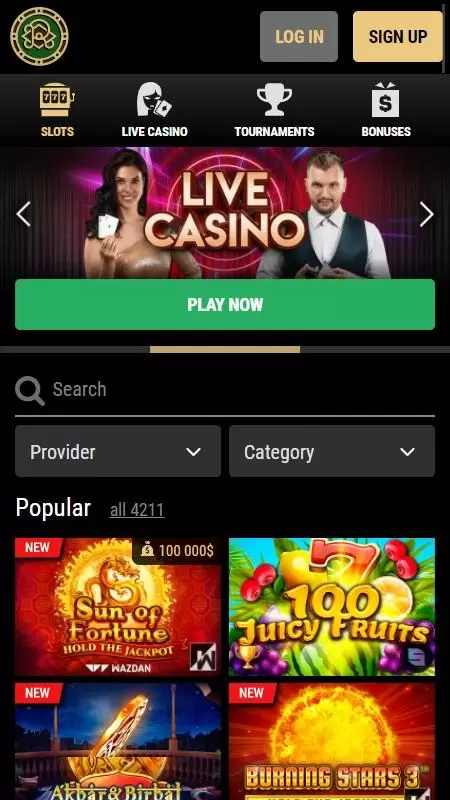 LOG IN
SIGN UP
777
SLOTS
LIVE CASINO
TOURNAMENTS
BONUSES
LIVE
CASINO
PLAY NOW
Search
Provider
Category
Popular all 4211
NEW
100 000$
Sun of
Fortune
HOLD THE JACKPOT
WAZDAN
7
100
JUICY FRUITS
NEW
Akbar & Birbal
NEW
BURNING STARS 3